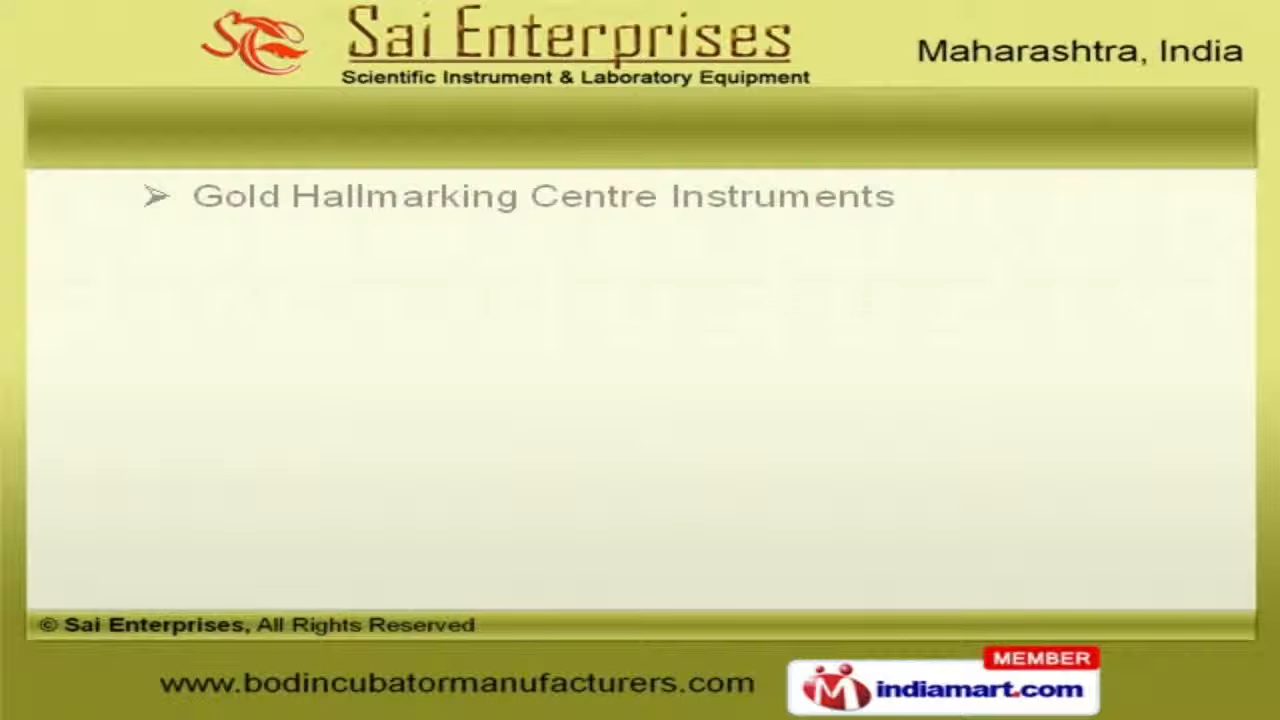 Sai Enterprises
Scientific Instrument & Laboratory Equipment
Maharashtra, India
➢ Gold Hallmarking Centre Instruments
© Sai Enterprises, All Rights Reserved
www.bodincubatormanufacturers.com
MEMBER
indiamart.com